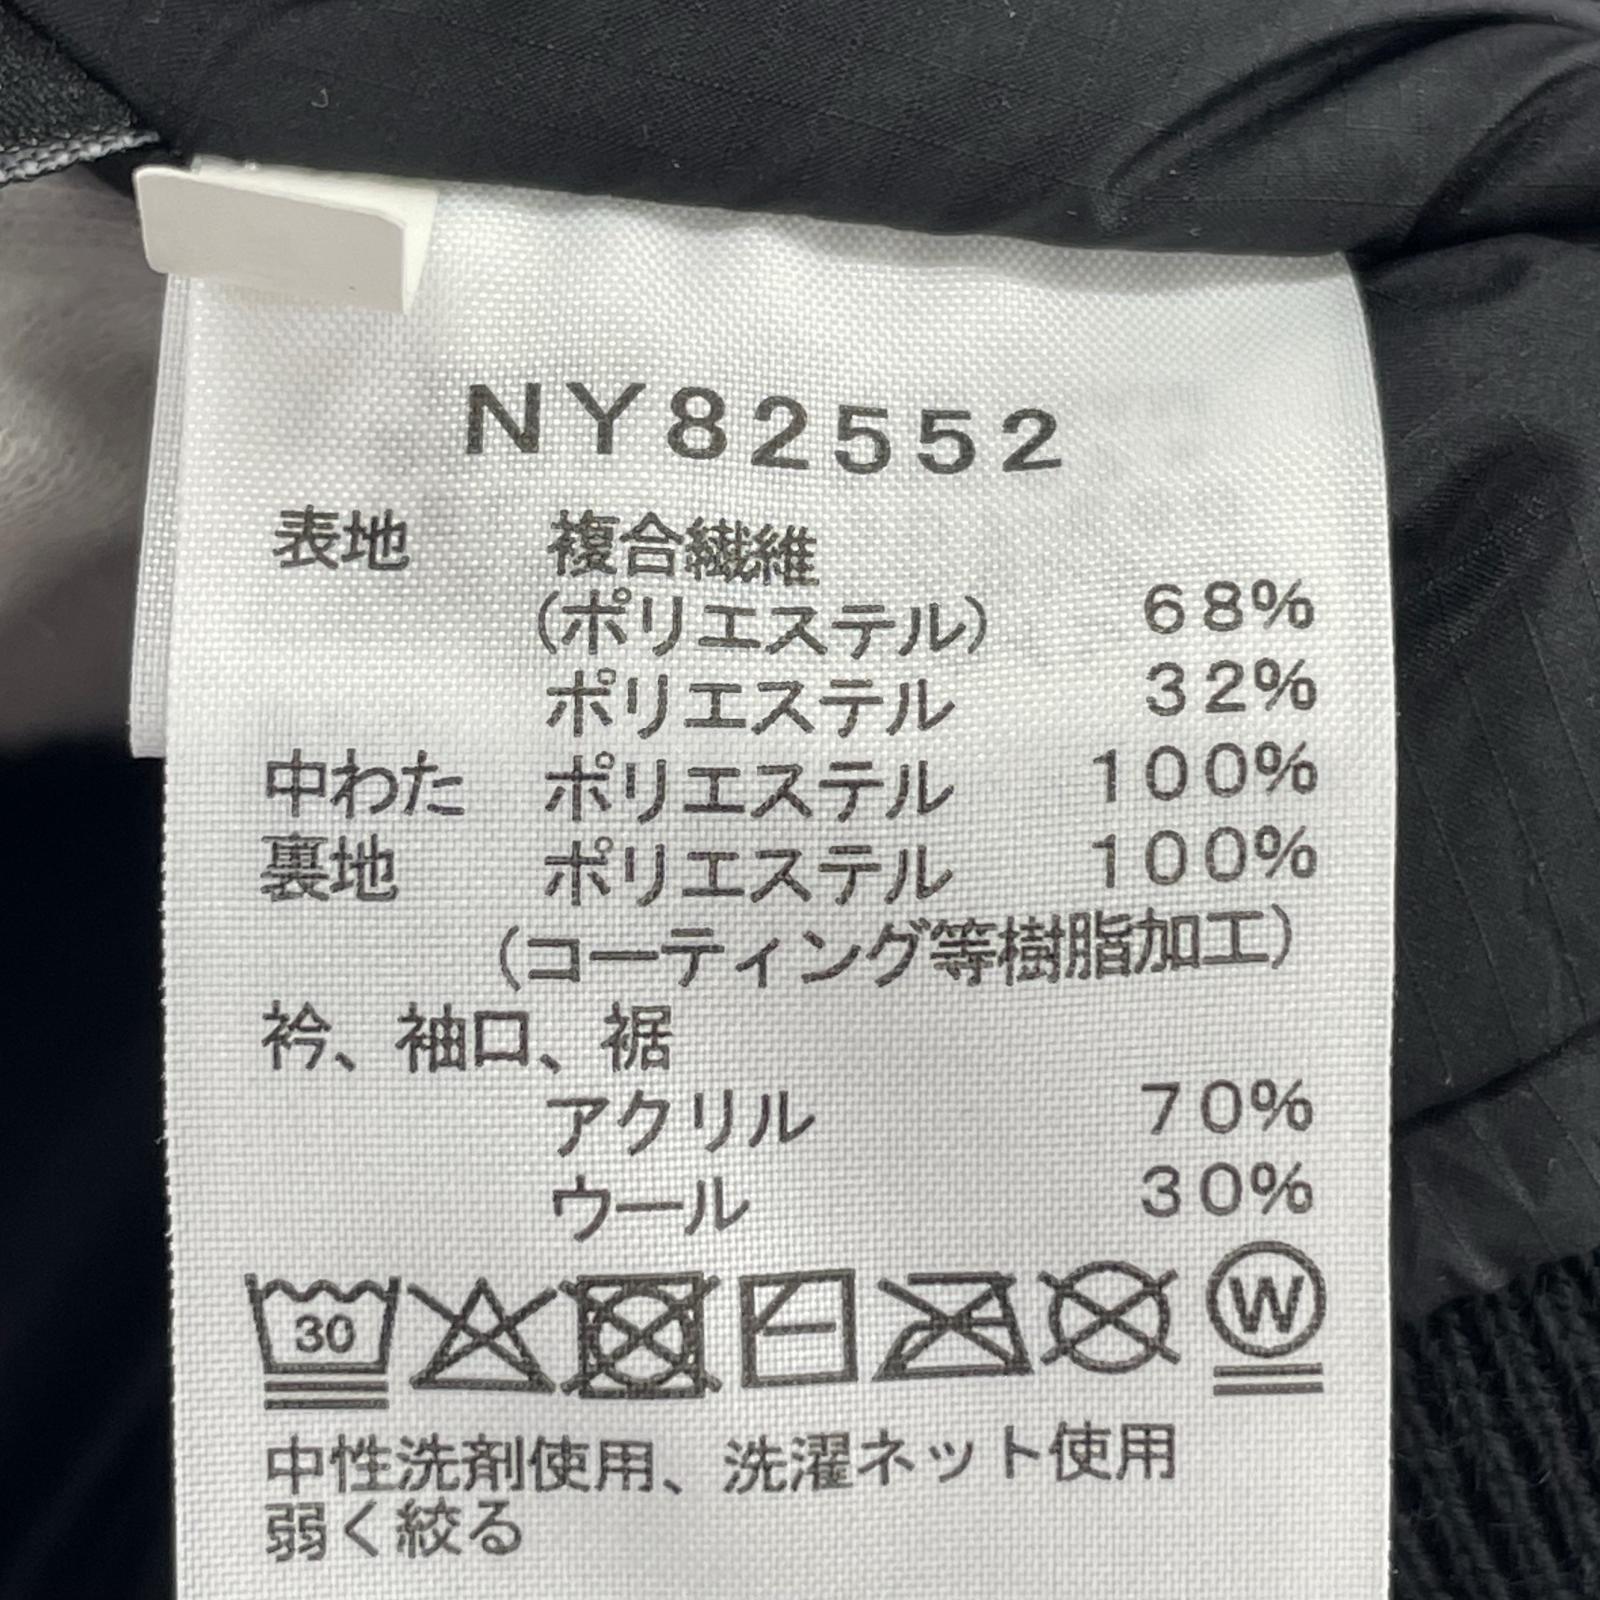 NY82552
表地 複合繊維
(ポリエステル) 68%
ポリエステル 32%
中わた ポリエステル 100%
裏地 ポリエステル 100%
(コーティング等樹脂加工)
衿、袖口、裾
アクリル 70%
ウール 30%
30 W
中性洗剤使用、洗濯ネット使用
弱く絞る